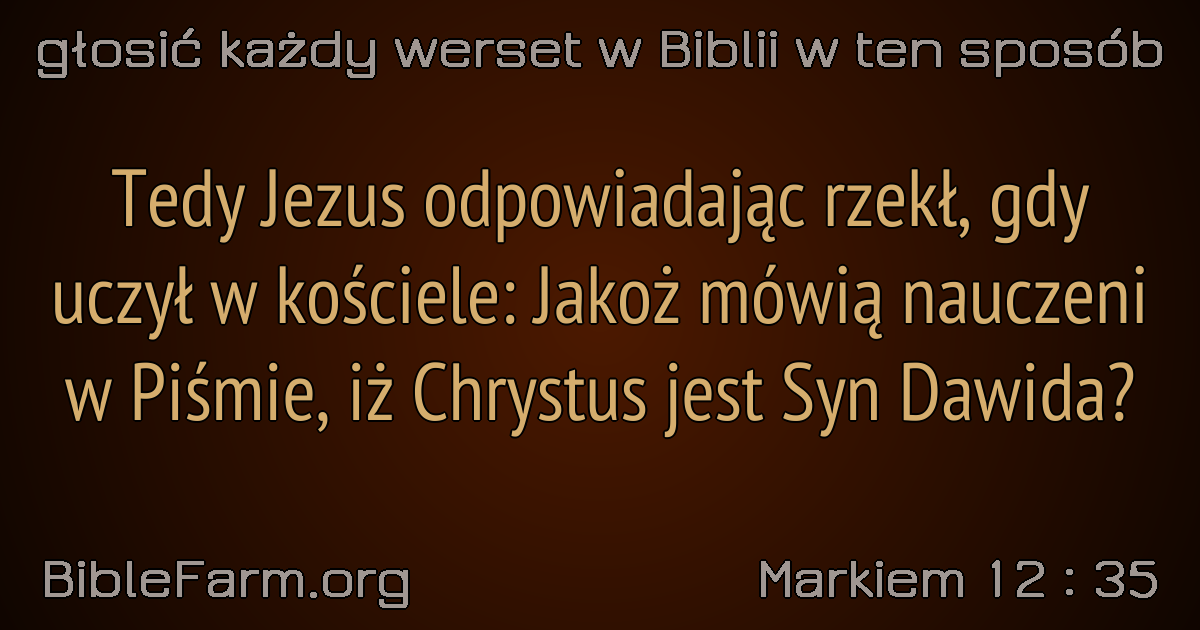 głosić każdy werset w Biblii w ten sposób
Tedy Jezus odpowiadając rzekł, gdy
uczył w kościele: Jakoż mówią nauczeni
w Piśmie, iż Chrystus jest Syn Dawida?
BibleFarm.org
Markiem 12 : 35